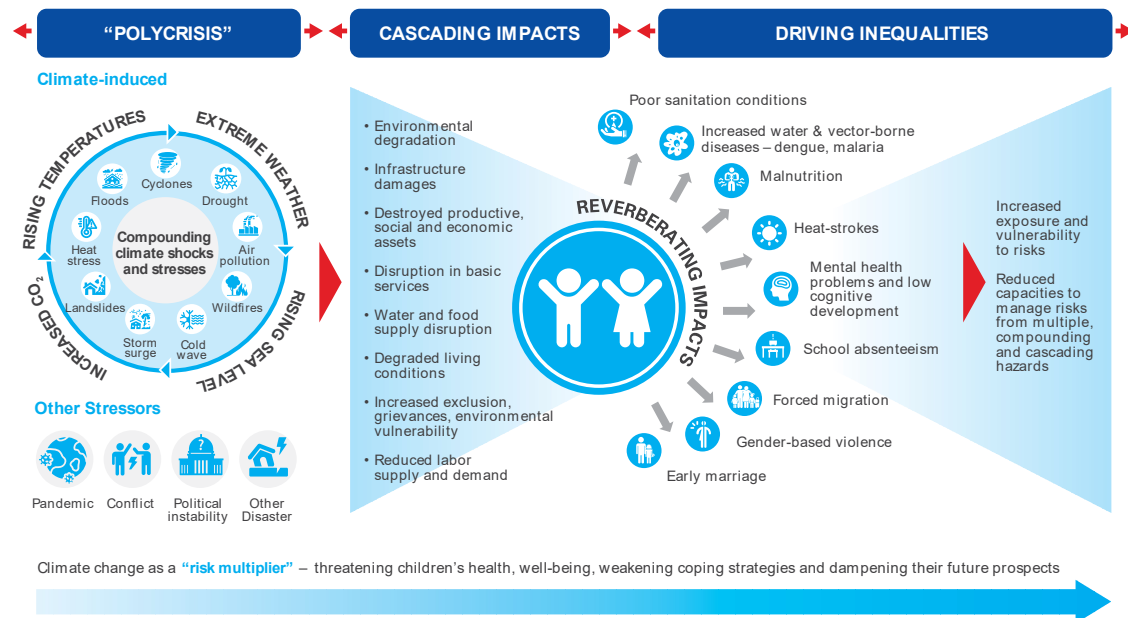 “POLYCRISIS”
CASCADING IMPACTS
DRIVING INEQUALITIES
Climate-induced
RISING TEMPERATURES
EXTREME WEATHER
RISING SEA LEVEL
INCREASED CO₂
Cyclones
Floods
Drought
Heat
stress
Air
pollution
Landslides
Wildfires
Storm
surge
Cold
wave
Compounding
climate shocks
and stresses
Other Stressors
?
Pandemic
Conflict
Political
instability
Other
Disaster
• Environmental
degradation
• Infrastructure
damages
• Destroyed productive,
social and economic
assets
• Disruption in basic
services
• Water and food
supply disruption
• Degraded living
conditions
• Increased exclusion,
grievances, environmental
vulnerability
• Reduced labor
supply and demand
REVERBERATING IMPACTS
Poor sanitation conditions
Increased water & vector-borne
diseases – dengue, malaria
Malnutrition
Heat-strokes
Mental health
problems and low
cognitive
development
School absenteeism
Forced migration
Gender-based violence
Early marriage
Increased
exposure and
vulnerability
to risks
Reduced
capacities to
manage risks
from multiple,
compounding
and cascading
hazards
Climate change as a “risk multiplier” – threatening children’s health, well-being, weakening coping strategies and dampening their future prospects